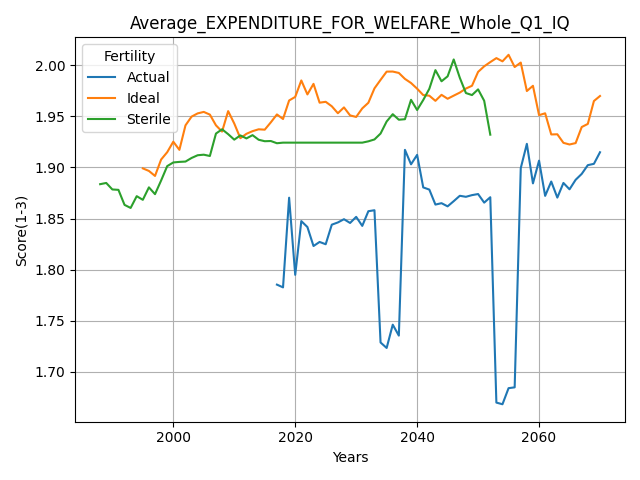 Average_EXPENDITURE_FOR_WELFARE_Whole_Q1_IQ
Fertility
Actual
Ideal
Sterile
Score(1-3)
2.00
1.95
1.90
1.85
1.80
1.75
1.70
2000 2020 2040 2060
Years